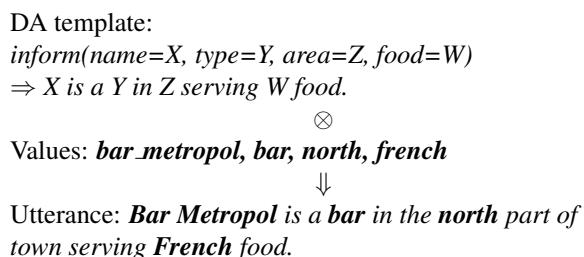 DA template:
inform(name=X, type=Y, area=Z, food=W)
⇒ X is a Y in Z serving W food.
⊗
Values: bar_metropol, bar, north, french
⇓
Utterance: Bar Metropol is a bar in the north part of
town serving French food.